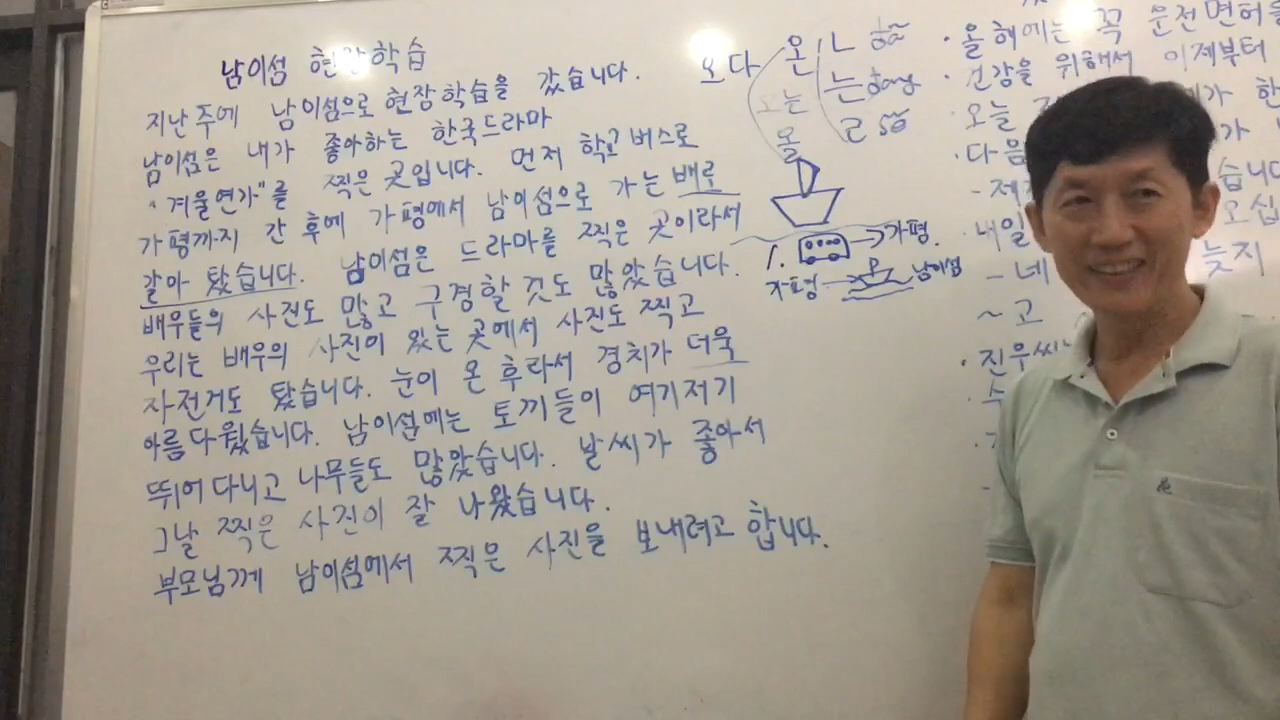 남이섬 현장학습
지난 주에 남이섬으로 현장학습을 갔습니다.
남이섬은 내가 좋아하는 한국드라마
"겨울연가"를 찍은 곳입니다. 먼저 학교 버스로
가평까지 간 후에 가평에서 남이섬으로 가는 배로
갈아 탔습니다. 남이섬은 드라마를 찍은 곳이라서
배우들의 사진도 많고 구경할 것도 많았습니다.
우리는 배우의 사진이 있는 곳에서 사진도 찍고
자전거도 탔습니다. 눈이 온 후라서 경치가 더욱
아름다웠습니다. 남이섬에는 토끼들이 여기저기
뛰어다니고 나무들도 많았습니다. 날씨가 좋아서
그날 찍은 사진이 잘 나왔습니다.
부모님께 남이섬에서 찍은 사진을 보내려고 합니다.
오다 온 ㄴ đã
오는 는 đang
올 ㄹ sẽ
1. → 가평.
가평 → 남이섬
· 올해에는 꼭 운전면허를
· 건강을 위해서 이제부터
· 오늘 가 한
· 다음
· 내일
- 네 늦지
~고
· 진우씨